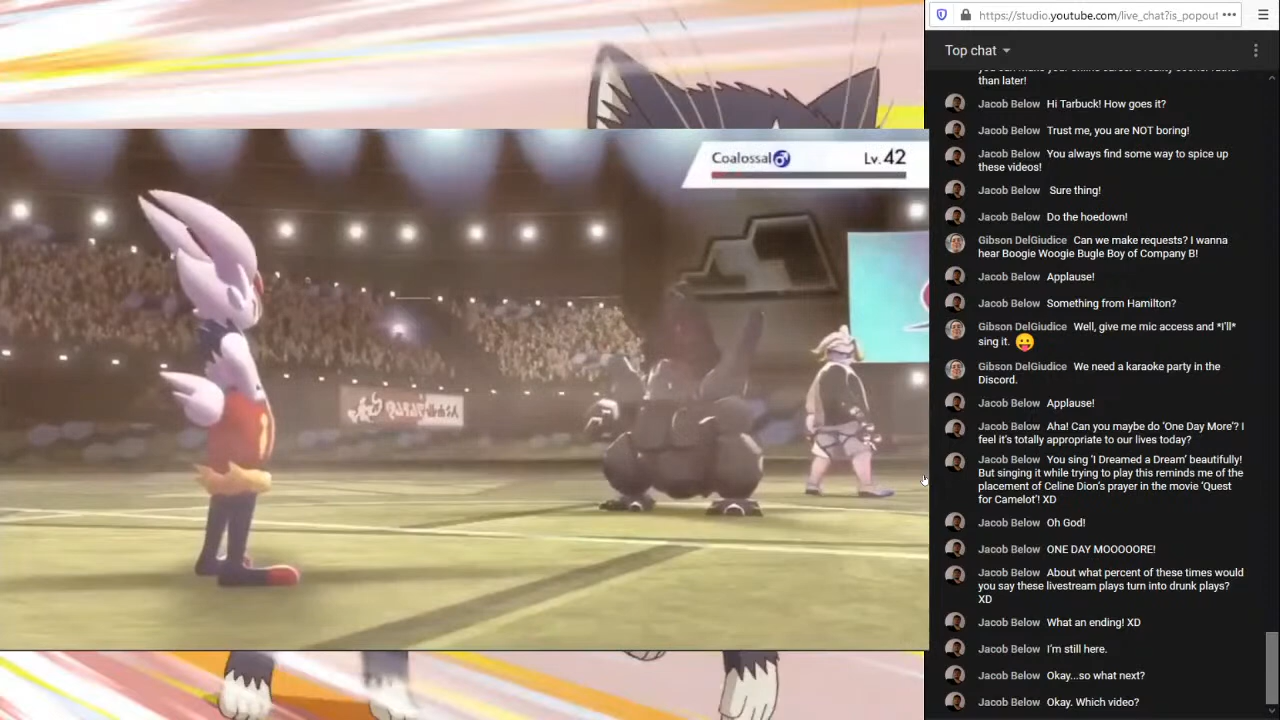 https://studio.youtube.com/live_chat?is_popout
Top chat
than later!
Jacob Below Hi Tarbuck! How goes it?
Jacob Below Trust me, you are NOT boring!
Jacob Below You always find some way to spice up
these videos!
Jacob Below Sure thing!
Jacob Below Do the hoedown!
Gibson DelGiudice Can we make requests? I wanna
hear Boogie Woogie Bugle Boy of Company B!
Jacob Below Applause!
Jacob Below Something from Hamilton?
Gibson DelGiudice Well, give me mic access and *I'll*
sing it. 😛
Gibson DelGiudice We need a karaoke party in the
Discord.
Jacob Below Applause!
Jacob Below Aha! Can you maybe do 'One Day More'? I
feel it's totally appropriate to our lives today?
Jacob Below You sing 'I Dreamed a Dream' beautifully!
But singing it while trying to play this reminds me of the
placement of Celine Dion's prayer in the movie 'Quest
for Camelot'! XD
Jacob Below Oh God!
Jacob Below ONE DAY MOOOOORE!
Jacob Below About what percent of these times would
you say these livestream plays turn into drunk plays?
XD
Jacob Below What an ending! XD
Jacob Below I'm still here.
Jacob Below Okay...so what next?
Jacob Below Okay. Which video?
Coalossal♂ Lv. 42